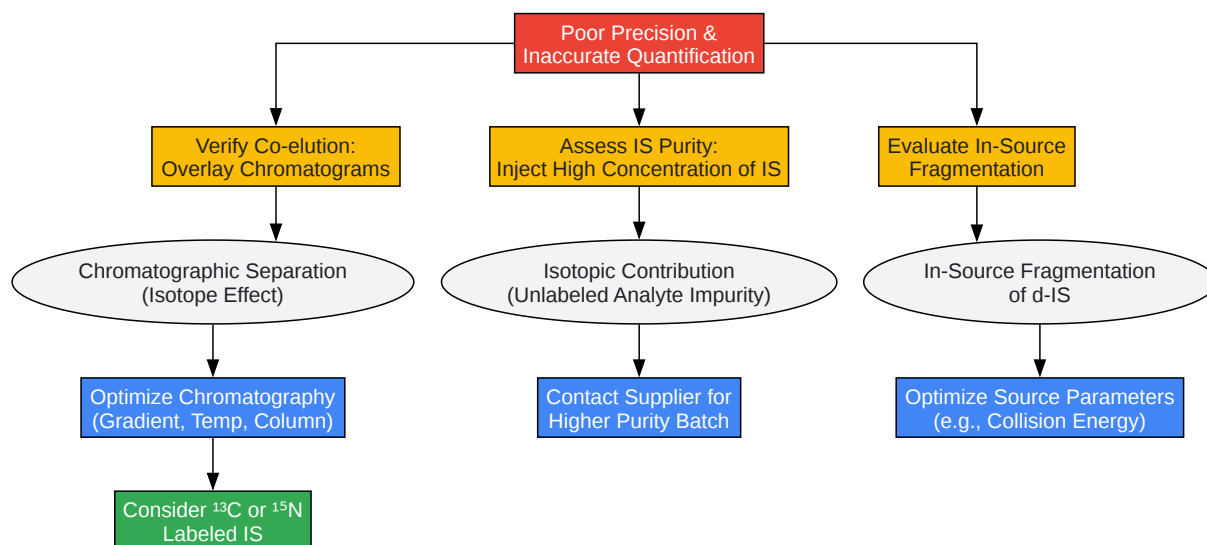 Poor Precision &
Inaccurate Quantification
Verify Co-elution:
Overlay Chromatograms
Assess IS Purity:
Inject High Concentration of IS
Evaluate In-Source
Fragmentation
Chromatographic Separation
(Isotope Effect)
Isotopic Contribution
(Unlabeled Analyte Impurity)
In-Source Fragmentation
of d-IS
Optimize Chromatography
(Gradient, Temp, Column)
Contact Supplier for
Higher Purity Batch
Optimize Source Parameters
(e.g., Collision Energy)
Consider ¹³C or ¹⁵N
Labeled IS